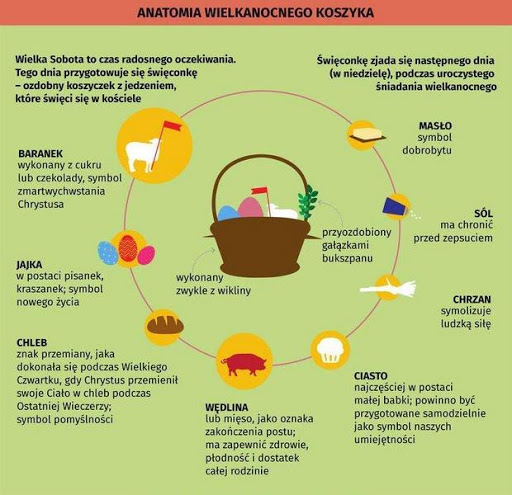 ANATOMIA WIELKANOCNEGO KOSZYKA
Wielka Sobota to czas radosnego oczekiwania.
Tego dnia przygotowuje się święconkę
– ozdobny koszyczek z jedzeniem,
które święci się w kościele
Święconkę zjada się następnego dnia
(w niedzielę), podczas uroczystego
śniadania wielkanocnego
BARANEK
wykonany z cukru
lub czekolady, symbol
zmartwychwstania
Chrystusa
MASŁO
symbol
dobrobytu
SÓL
ma chronić
przed zepsuciem
przyozdobiony
gałązkami
bukszpanu
wykonany
zwykle z wikliny
JAJKA
w postaci pisanek,
kraszanek; symbol
nowego życia
CHRZAN
symolizuje
ludzką siłę
CHLEB
znak przemiany, jaka
dokonała się podczas Wielkiego
Czwartku, gdy Chrystus przemienił
swoje Ciało w chleb podczas
Ostatniej Wieczerzy;
symbol pomyślności
WĘDLINA
lub mięso, jako oznaka
zakończenia postu;
ma zapewnić zdrowie,
płodność i dostatek
całej rodzinie
CIASTO
najczęściej w postaci
małej babki; powinno być
przygotowane samodzielnie
jako symbol naszych
umiejętności